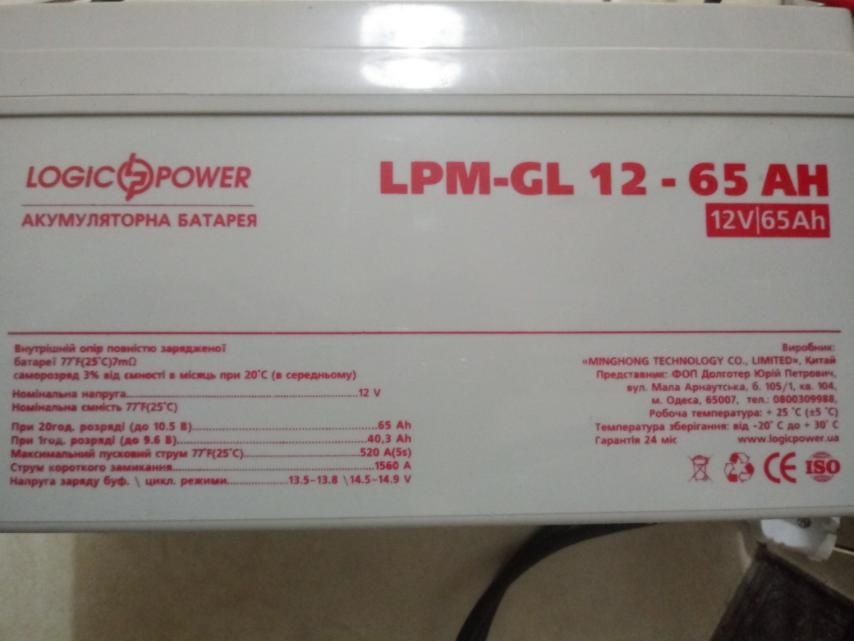 LOGIC POWER
АКУМУЛЯТОРНА БАТАРЕЯ
LPM-GL 12 - 65 AH
12V|65Ah
Внутрішній опір повністю зарядженої
батареї 77˚F(25˚C)7mΩ
саморозряд 3% від ємності в місяць при 20˚C (в середньому)
Номінальна напруга...........................................................12 V
Номінальна ємність 77˚F(25˚C)
При 20год. розряді (до 10.5 В)........................................65 Ah
При 1год. розряді (до 9.6 В)..........................................40,3 Ah
Максимальний пусковий струм 77˚F(25˚C)......................520 A(5s)
Струм короткого замикання............................................1560 A
Напруга заряду буф. \ цикл. режими..............13.5-13.8 \14.5-14.9 V
Виробник:
«MINGHONG TECHNOLOGY CO., LIMITED», Китай
Представник: ФОП Долготер Юрій Петрович,
вул. Мала Арнаутська, б. 105/1, кв. 104,
м. Одеса, 65007, тел.: 0800309988,
Робоча температура: + 25 ˚C (±5 ˚C)
Температура зберігання: від -20˚ C до + 30˚ C
Гарантія 24 міс www.logicpower.ua
CE ISO